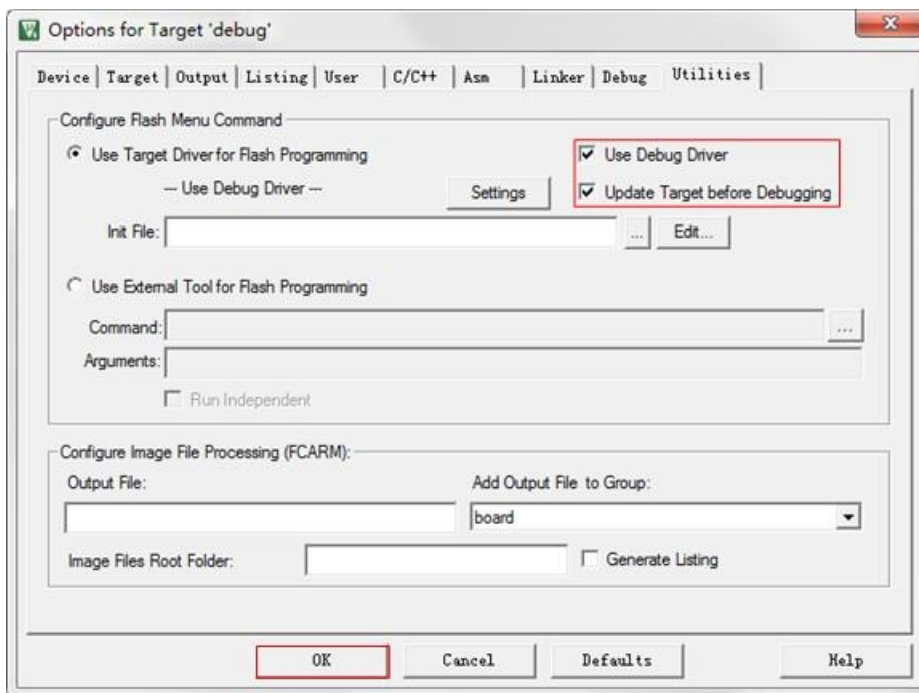 Options for Target 'debug'
Device Target Output Listing User C/C++ Asm Linker Debug Utilities
Configure Flash Menu Command
Use Target Driver for Flash Programming
Use Debug Driver
--- Use Debug Driver ---
Settings
Update Target before Debugging
Init File:
...
Edit...
Use External Tool for Flash Programming
Command:
...
Arguments:
Run Independent
Configure Image File Processing (FCARM):
Output File:
Add Output File to Group:
board
Image Files Root Folder:
Generate Listing
OK
Cancel
Defaults
Help